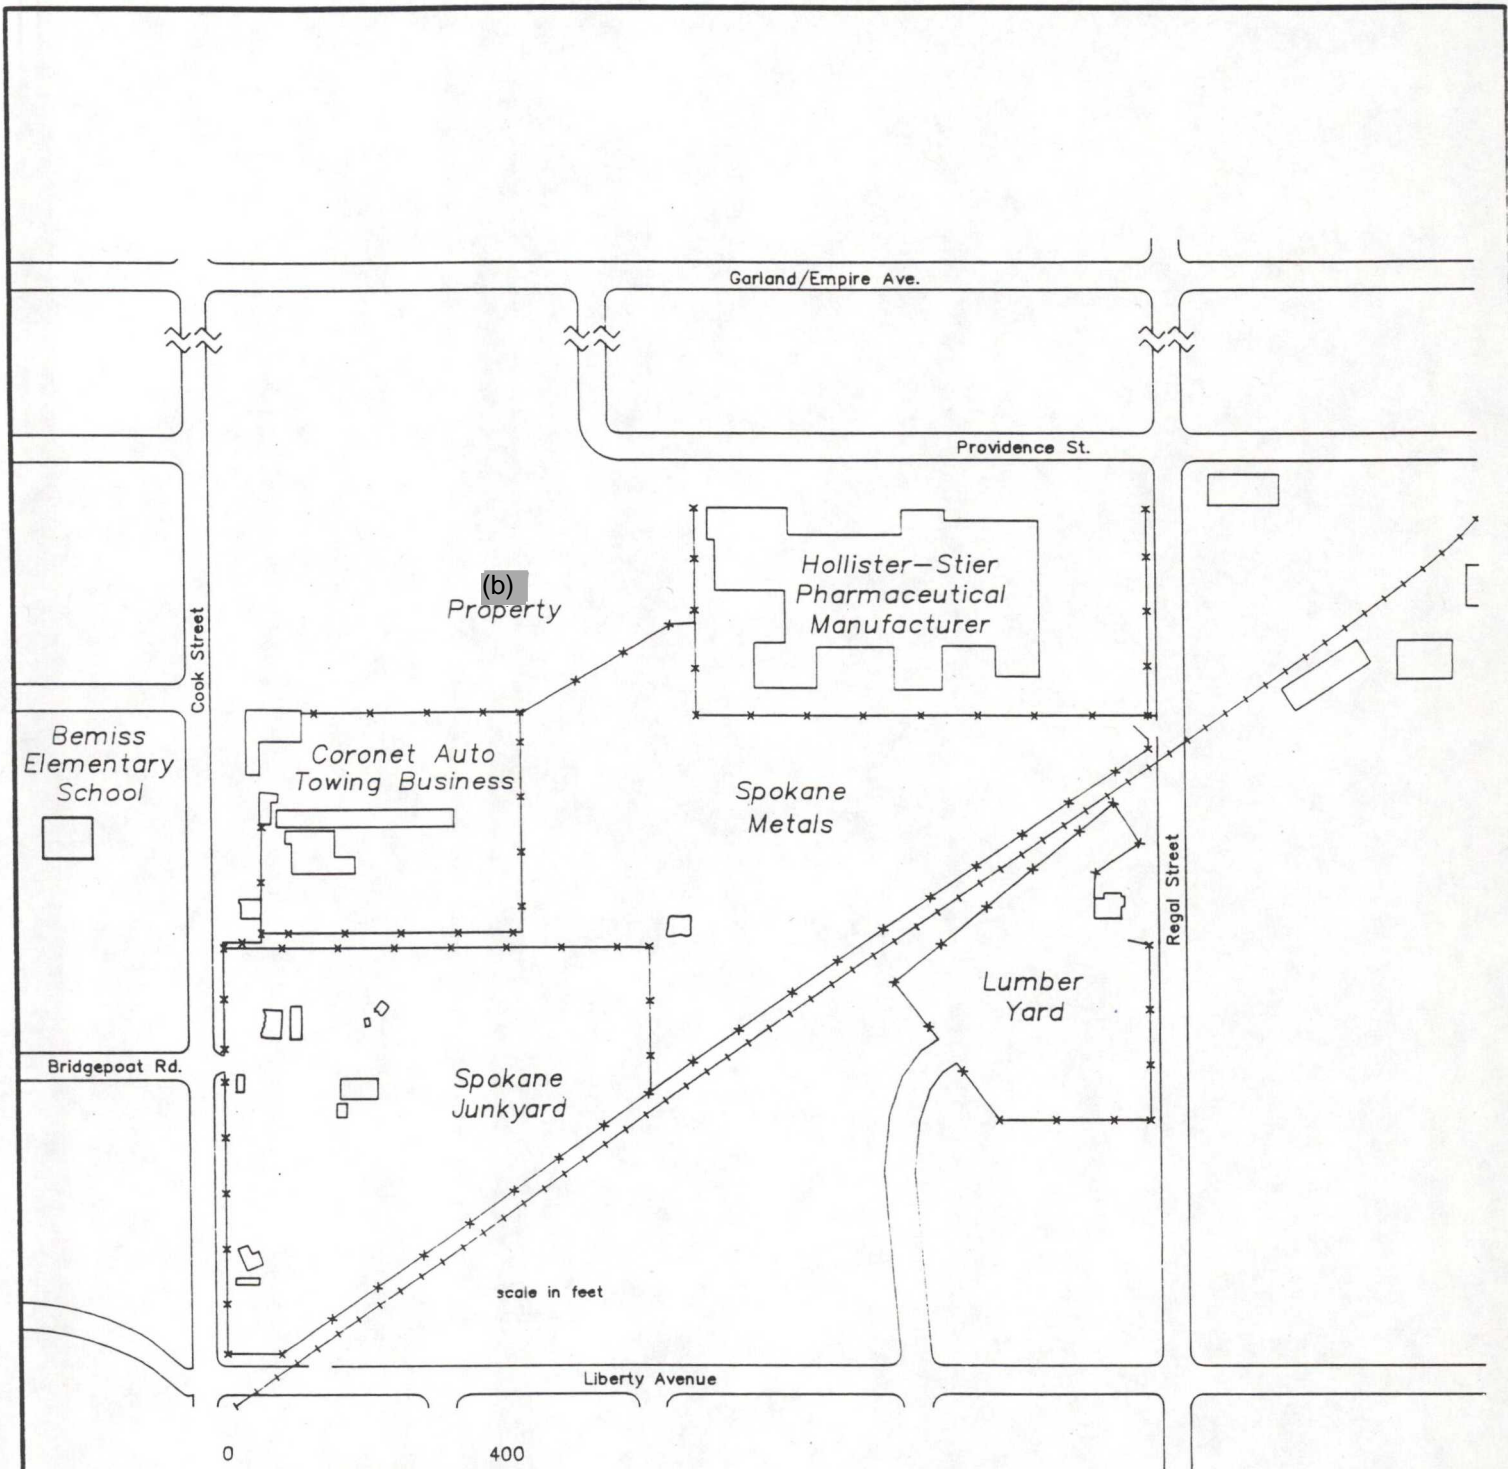 Garland/Empire Ave.
Providence St.
Hollister-Stier
Pharmaceutical
Manufacturer
(b)
Property
Cook Street
Bemiss
Elementary
School
Coronet Auto
Towing Business
Spokane
Metals
Regal Street
Lumber
Yard
Bridgepoat Rd.
Spokane
Junkyard
scale in feet
Liberty Avenue
0 400